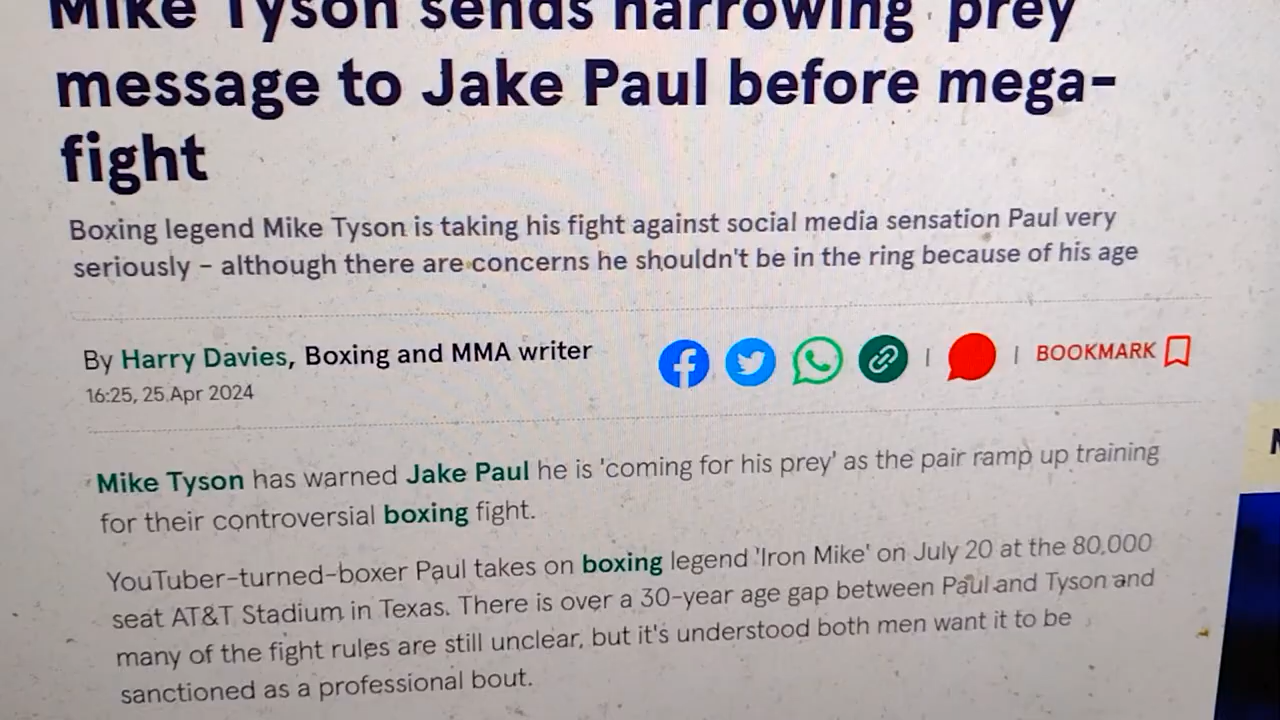 Mike Tyson sends harrowing 'prey'
message to Jake Paul before mega-
fight
Boxing legend Mike Tyson is taking his fight against social media sensation Paul very
seriously – although there are concerns he shouldn't be in the ring because of his age
By Harry Davies, Boxing and MMA writer
16:25, 25 Apr 2024
BOOKMARK
Mike Tyson has warned Jake Paul he is 'coming for his prey' as the pair ramp up training
for their controversial boxing fight.
YouTuber-turned-boxer Paul takes on boxing legend 'Iron Mike' on July 20 at the 80,000
seat AT&T Stadium in Texas. There is over a 30-year age gap between Paul and Tyson and
many of the fight rules are still unclear, but it's understood both men want it to be
sanctioned as a professional bout.